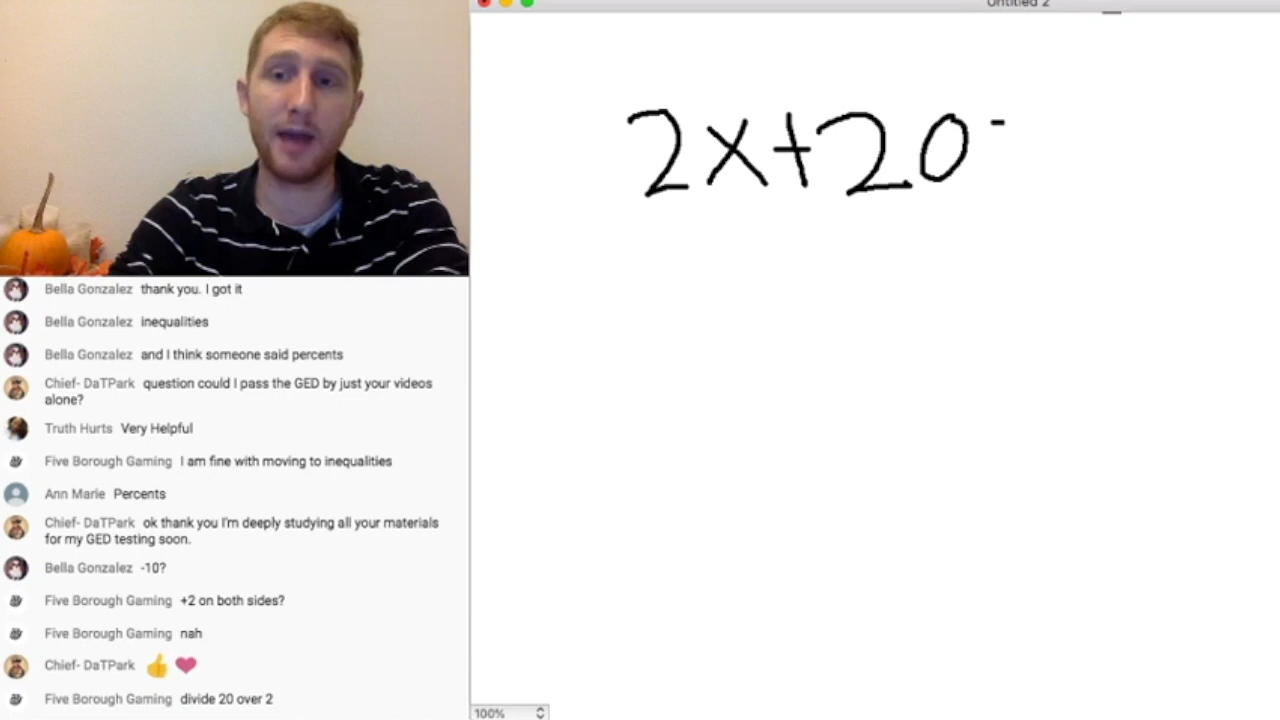 Untitled 2
2x+20-
Bella Gonzalez thank you. I got it
Bella Gonzalez inequalities
Bella Gonzalez and I think someone said percents
Chief- DaTPark question could I pass the GED by just your videos
alone?
Truth Hurts Very Helpful
Five Borough Gaming I am fine with moving to inequalities
Ann Marie Percents
Chief- DaTPark ok thank you I'm deeply studying all your materials
for my GED testing soon.
Bella Gonzalez -10?
Five Borough Gaming +2 on both sides?
Five Borough Gaming nah
Chief- DaTPark 👍 ❤️
Five Borough Gaming divide 20 over 2
100%